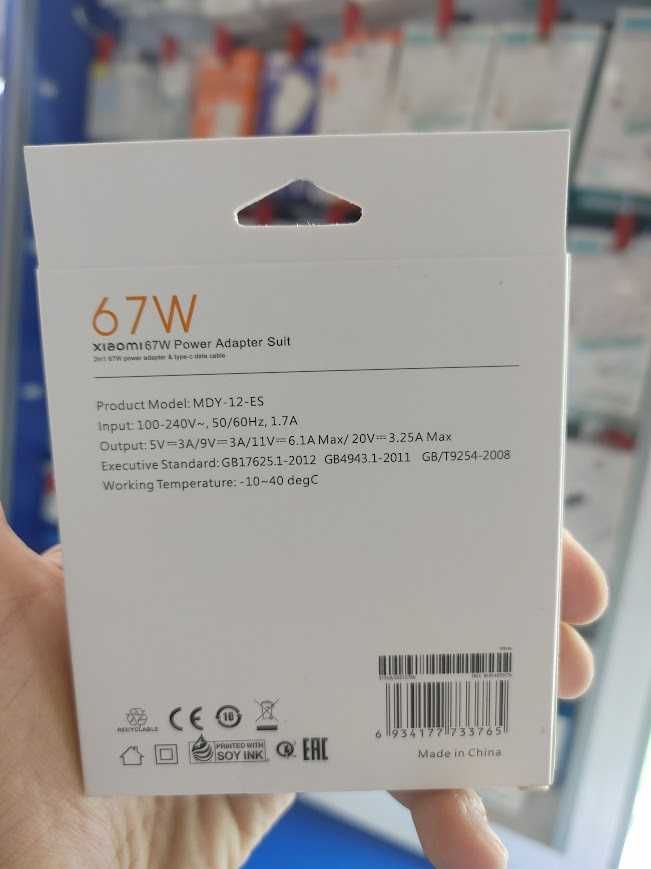 67W
xiaomi 67W Power Adapter Suit
2in1 67W power adapter & type-c data cable
Product Model: MDY-12-ES
Input: 100-240V~, 50/60Hz, 1.7A
Output: 5V⎓3A/9V⎓3A/11V⎓6.1A Max/ 20V⎓3.25A Max
Executive Standard: GB17625.1-2012 GB4943.1-2011 GB/T9254-2008
Working Temperature: -10~40 degC
6 934177 733765
Made in China
RECYCLABLE
CE
10
PRINTED WITH
SOY INK
EAC